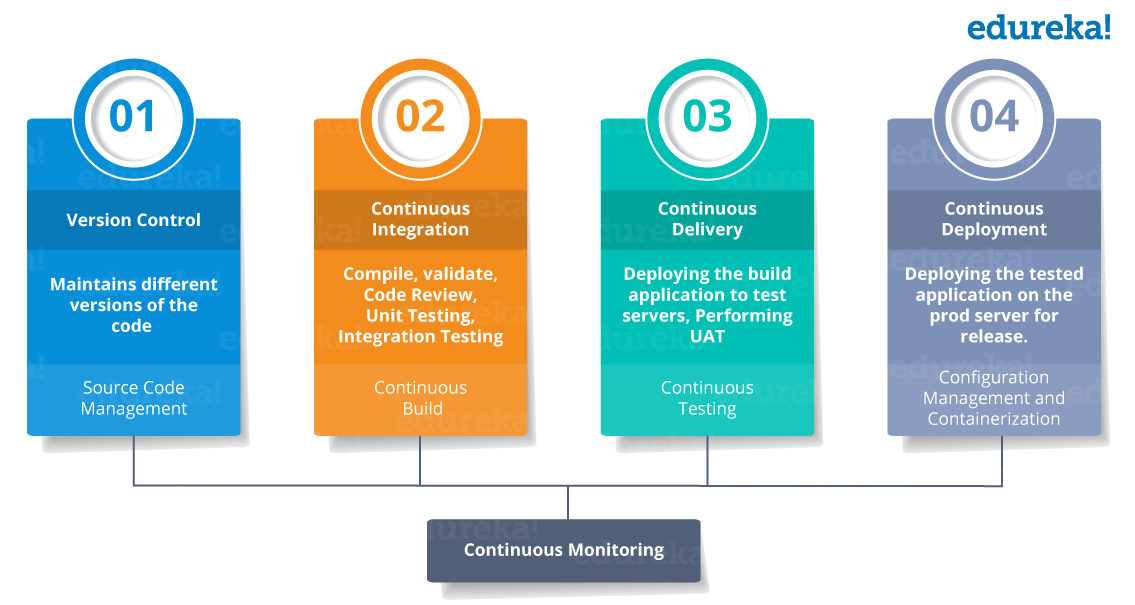 edureka!
01
Version Control
Maintains different
versions of the
code
Source Code
Management
02
Continuous
Integration
Compile, validate,
Code Review,
Unit Testing,
Integration Testing
Continuous
Build
03
Continuous
Delivery
Deploying the build
application to test
servers, Performing
UAT
Continuous
Testing
04
Continuous
Deployment
Deploying the tested
application on the
prod server for
release.
Configuration
Management and
Containerization
Continuous Monitoring